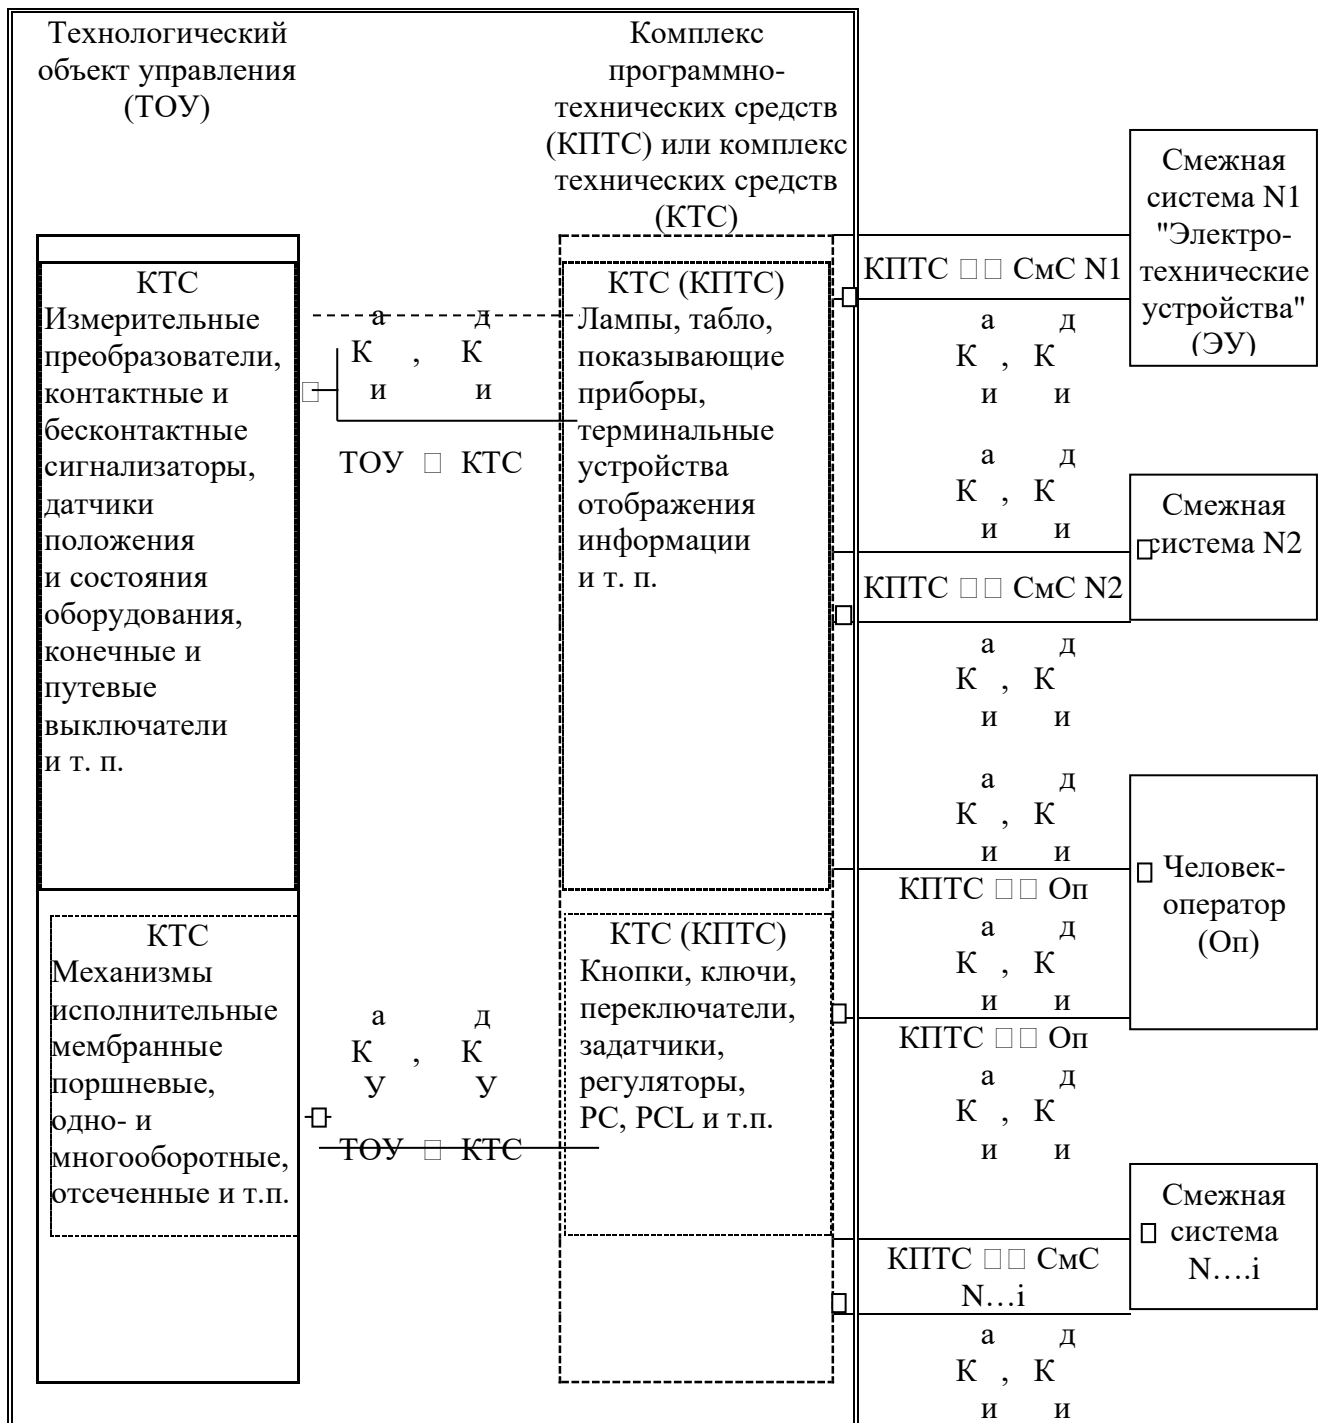 Технологический
объект управления
(ТОУ)
Комплекс
программно-
технических средств
(КПТС) или комплекс
технических средств
(КТС)
КТС
Измерительные
преобразователи,
контактные и
бесконтактные
сигнализаторы,
датчики
положения
и состояния
оборудования,
конечные и
путевые
выключатели
и т. п.
КТС
Механизмы
исполнительные
мембранные
поршневые,
одно- и
многооборотные,
отсеченные и т.п.
а д
К , К
и и
ТОУ □ КТС
а д
К , К
У У
ТОУ □ КТС
КТС (КПТС)
Лампы, табло,
показывающие
приборы,
терминальные
устройства
отображения
информации
и т. п.
КТС (КПТС)
Кнопки, ключи,
переключатели,
задатчики,
регуляторы,
PC, PCL и т.п.
КПТС □□ СмС N1
а д
К , К
и и
а д
К , К
и и
КПТС □□ СмС N2
а д
К , К
и и
а д
К , К
и и
КПТС □□ Оп
а д
К , К
и и
КПТС □□ Оп
а д
К , К
и и
КПТС □□ СмС
N...i
а д
К , К
и и
Смежная
система N1
"Электро-
технические
устройства"
(ЭУ)
Смежная
система N2
Человек-
оператор
(Оп)
Смежная
система
N....i